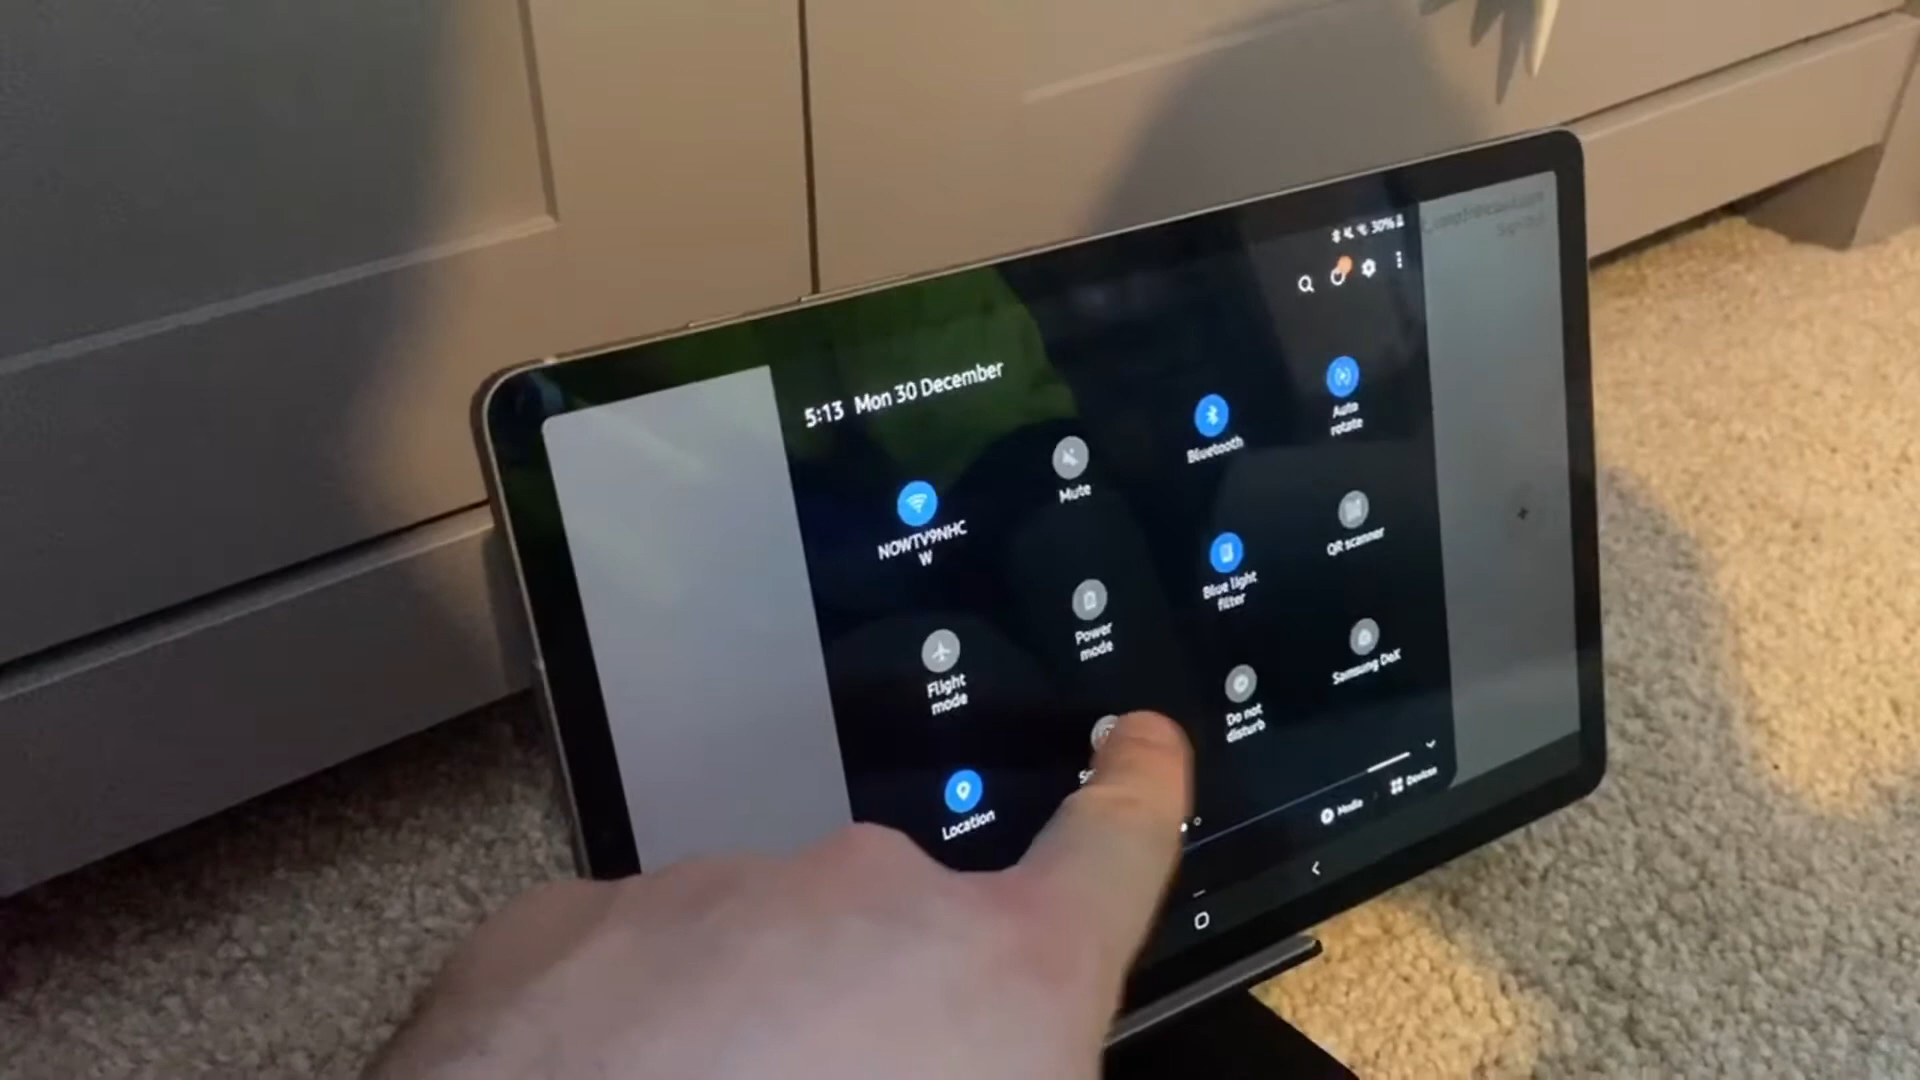 30%
5:13 Mon 30 December
NOWTV9NHC
W
Mute
Bluetooth
Auto
rotate
Flight
mode
Power
mode
Blue light
filter
QR scanner
Location
Do not
disturb
Samsung DeX
Media
Devices